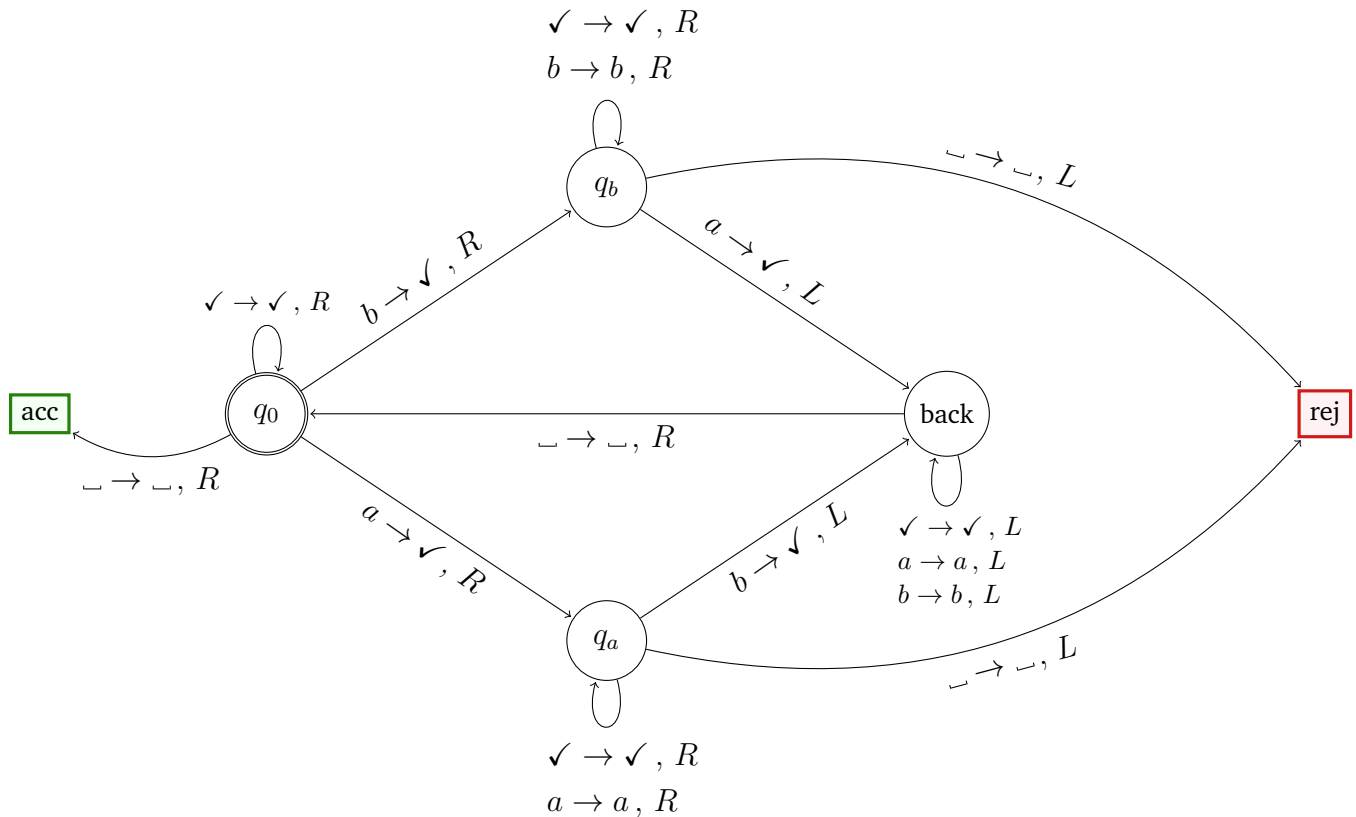 ✓ → ✓, R
b → b, R
q_b
␣ → ␣, L
a → ✓, L
b → ✓, R
✓ → ✓, R
acc
q_0
back
rej
␣ → ␣, R
␣ → ␣, R
a → ✓, R
b → ✓, L
✓ → ✓, L
a → a, L
b → b, L
q_a
␣ → ␣, L
✓ → ✓, R
a → a, R